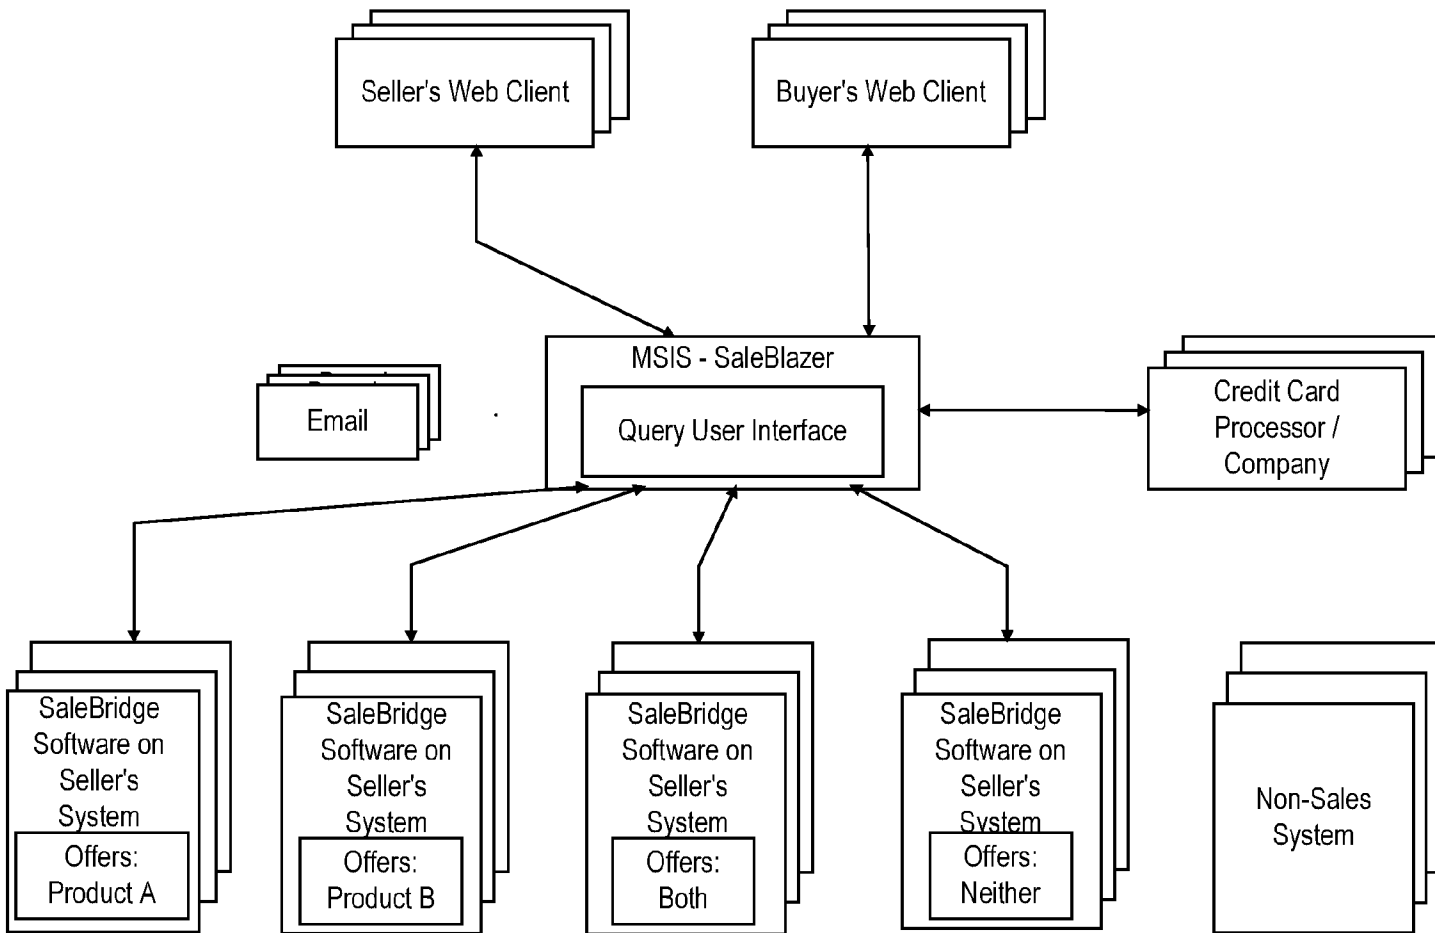 Seller's Web Client
Buyer's Web Client
MSIS - SaleBlazer
Query User Interface
Email
Credit Card
Processor /
Company
SaleBridge
Software on
Seller's
System
Offers:
Product A
SaleBridge
Software on
Seller's
System
Offers:
Product B
SaleBridge
Software on
Seller's
System
Offers:
Both
SaleBridge
Software on
Seller's
System
Offers:
Neither
Non-Sales
System